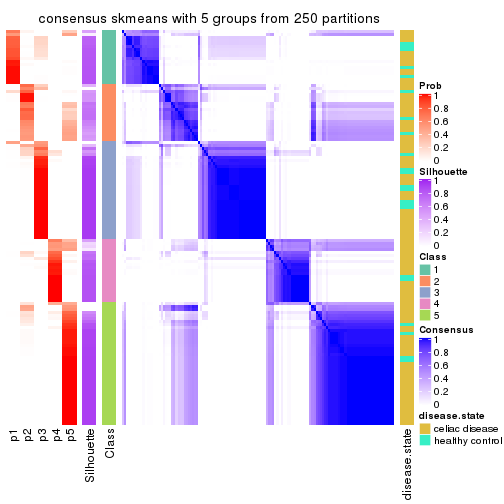 consensus skmeans with 5 groups from 250 partitions
Prob
1
0.8
0.6
0.4
0.2
0
Silhouette
1
0.8
0.6
0.4
0.2
0
Class
1
2
3
4
5
Consensus
1
0.8
0.6
0.4
0.2
0
disease.state
celiac disease
healthy control
p1
p2
p3
p4
p5
Silhouette
Class
disease.state